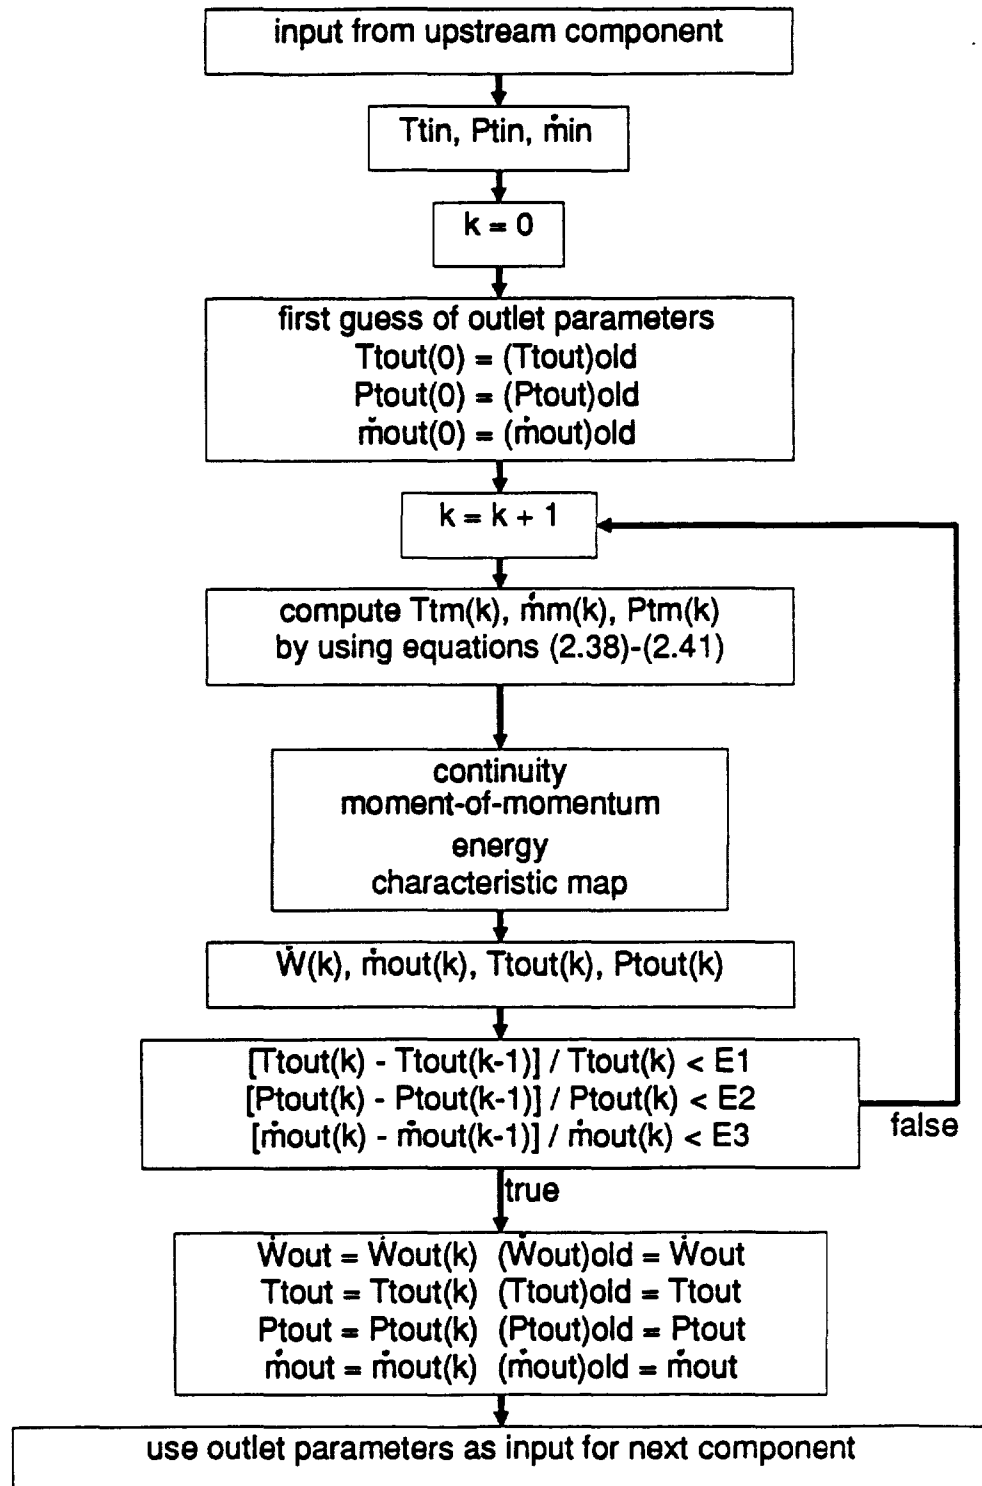 input from upstream component
Ttin, Ptin, ṁin
k = 0
first guess of outlet parameters
Ttout(0) = (Ttout)old
Ptout(0) = (Ptout)old
ṁout(0) = (ṁout)old
k = k + 1
compute Ttm(k), ṁm(k), Ptm(k)
by using equations (2.38)-(2.41)
continuity
moment-of-momentum
energy
characteristic map
Ẇ(k), ṁout(k), Ttout(k), Ptout(k)
[Ttout(k) - Ttout(k-1)] / Ttout(k) < E1
[Ptout(k) - Ptout(k-1)] / Ptout(k) < E2
[ṁout(k) - ṁout(k-1)] / ṁout(k) < E3
false
true
Ẇout = Ẇout(k) (Ẇout)old = Ẇout
Ttout = Ttout(k) (Ttout)old = Ttout
Ptout = Ptout(k) (Ptout)old = Ptout
ṁout = ṁout(k) (ṁout)old = ṁout
use outlet parameters as input for next component